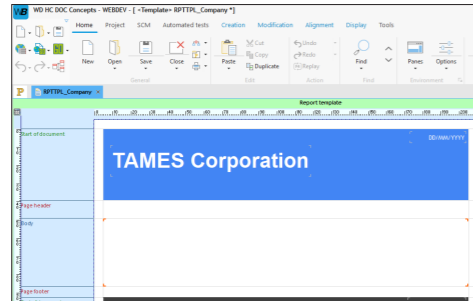 WD HC DOC Concepts - WEBDEV - [ «Template» RPTTPL_Company *]
Home Project SCM Automated tests Creation Modification Alignment Display Tools
New Open Save Close Paste Cut Copy Duplicate Undo Redo Replay Find Panes Options
General Edit Action Find Environment
RPTTPL_Company ×
Report template
Start of document
DD/MM/YYYY
TAMES Corporation
Page header
Body
Page footer